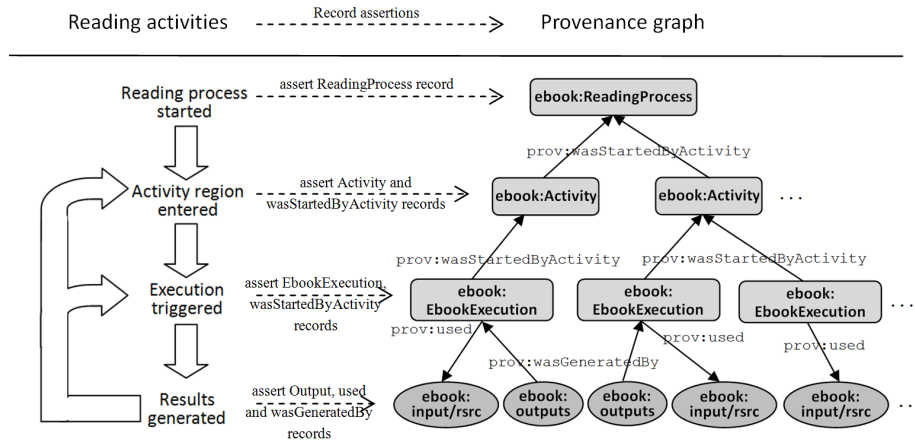 Reading activities
Record assertions
Provenance graph
Reading process
started
assert ReadingProcess record
ebook:ReadingProcess
prov:wasStartedByActivity
Activity region
entered
assert Activity and
wasStartedByActivity records
ebook:Activity
ebook:Activity
...
prov:wasStartedByActivity
prov:wasStartedByActivity
Execution
triggered
assert EbookExecution,
wasStartedByActivity
records
ebook:
EbookExecution
ebook:
EbookExecution
ebook:
EbookExecution
...
prov:used
prov:used
prov:used
prov:wasGeneratedBy
Results
generated
assert Output, used
and wasGeneratedBy
records
ebook:
input/rsrc
ebook:
outputs
ebook:
outputs
ebook:
input/rsrc
ebook:
input/rsrc
..